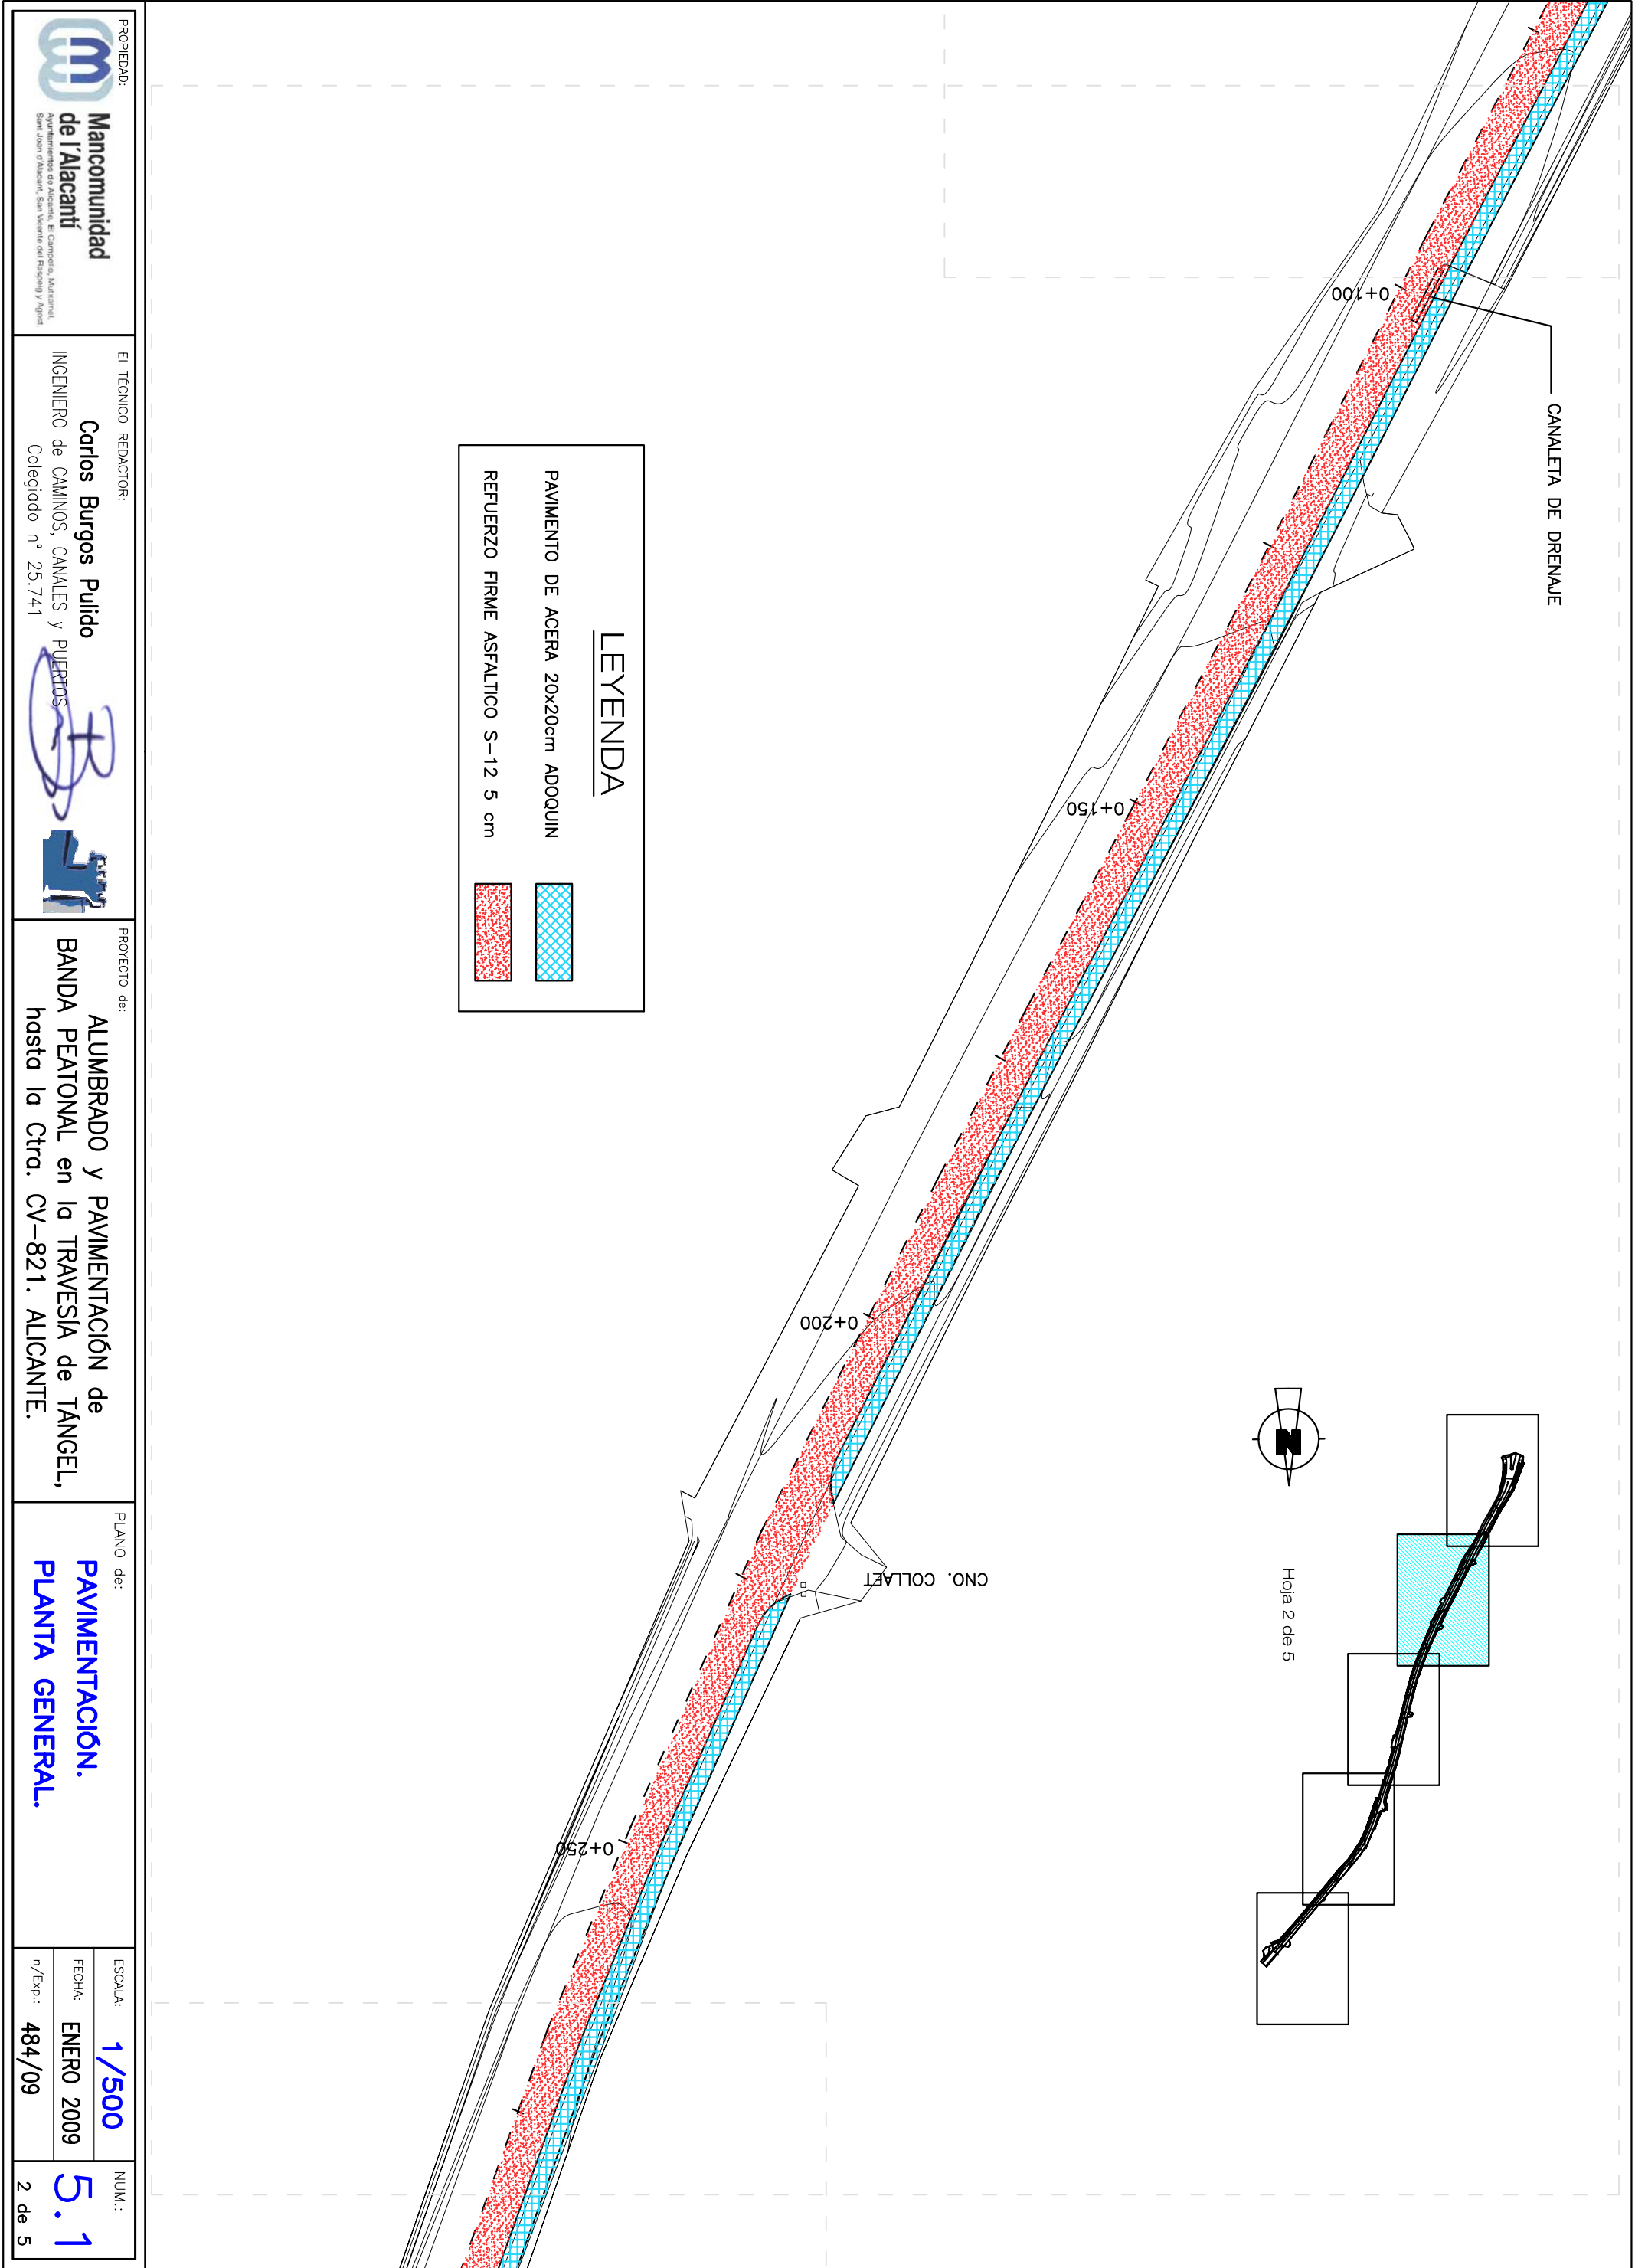 CANALETA DE DRENAJE
0+100
0+150
0+200
CNO. COLLAET
0+250
Hoja 2 de 5
N
LEYENDA
PAVIMENTO DE ACERA 20x20cm ADOQUIN
REFUERZO FIRME ASFALTICO S-12 5 cm
PROPIEDAD:
Mancomunidad
de l'Alacantí
Ayuntamientos de Alicante, El Campello, Mutxamel,
Sant Joan d'Alacant, San Vicente del Raspeig y Agost.
El TÉCNICO REDACTOR:
Carlos Burgos Pulido
INGENIERO de CAMINOS, CANALES y PUERTOS
Colegiado n° 25.741
PROYECTO de:
ALUMBRADO y PAVIMENTACIÓN de
BANDA PEATONAL en la TRAVESÍA de TÁNGEL,
hasta la Ctra. CV-821. ALICANTE.
PLANO de:
PAVIMENTACIÓN.
PLANTA GENERAL.
ESCALA:
1/500
FECHA:
ENERO 2009
n/Exp.:
484/09
NUM.:
5.1
2 de 5